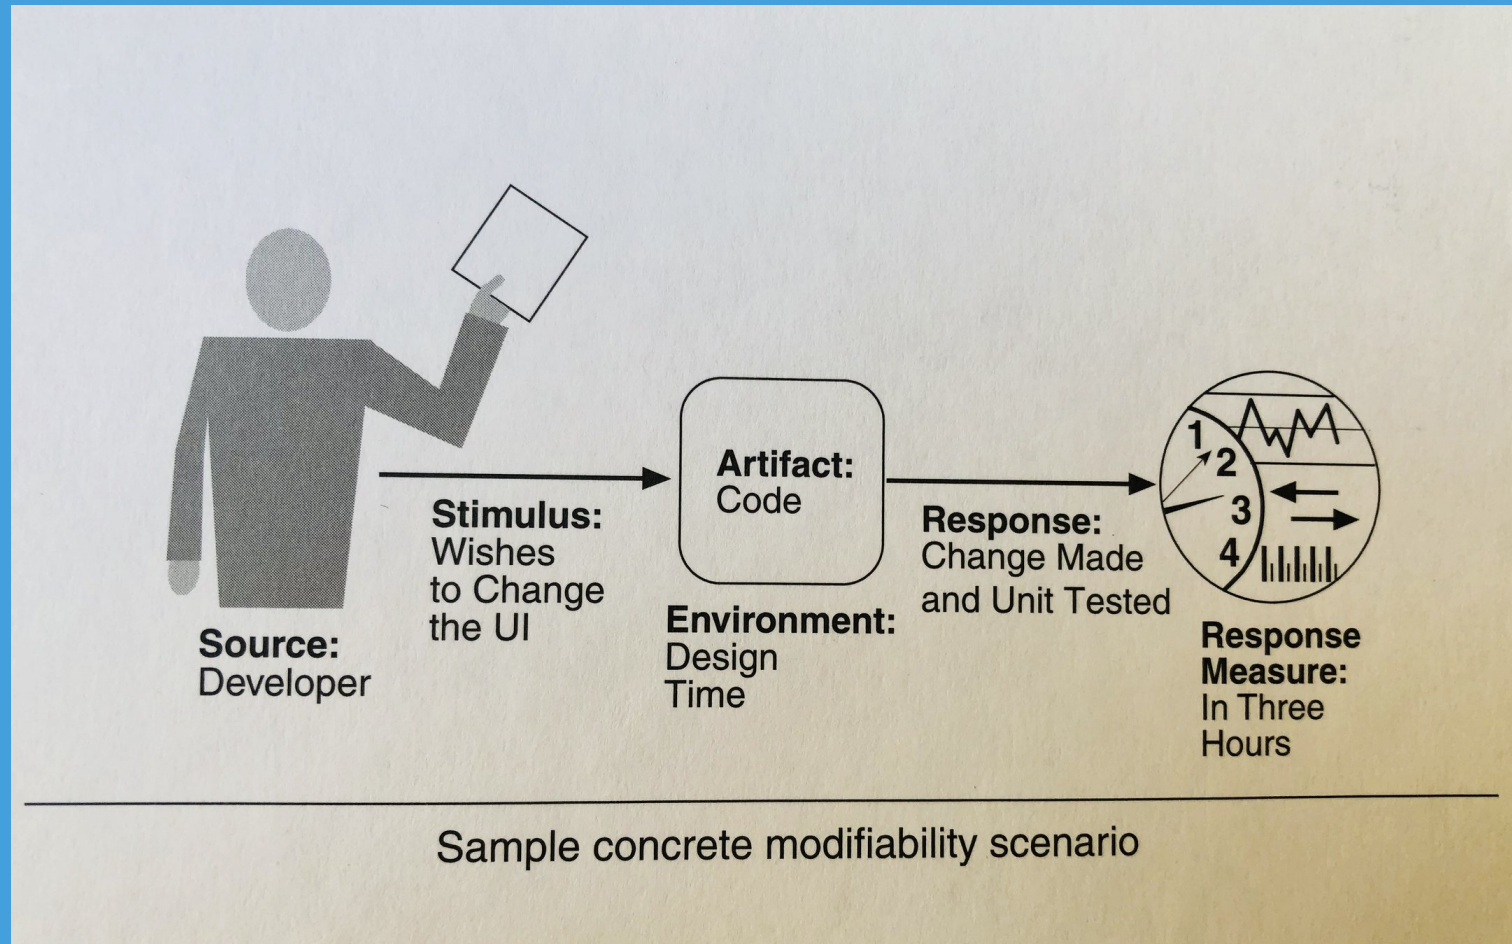 Source:
Developer
Stimulus:
Wishes
to Change
the UI
Artifact:
Code
Environment:
Design
Time
Response:
Change Made
and Unit Tested
1
2
3
4
Response
Measure:
In Three
Hours
Sample concrete modifiability scenario